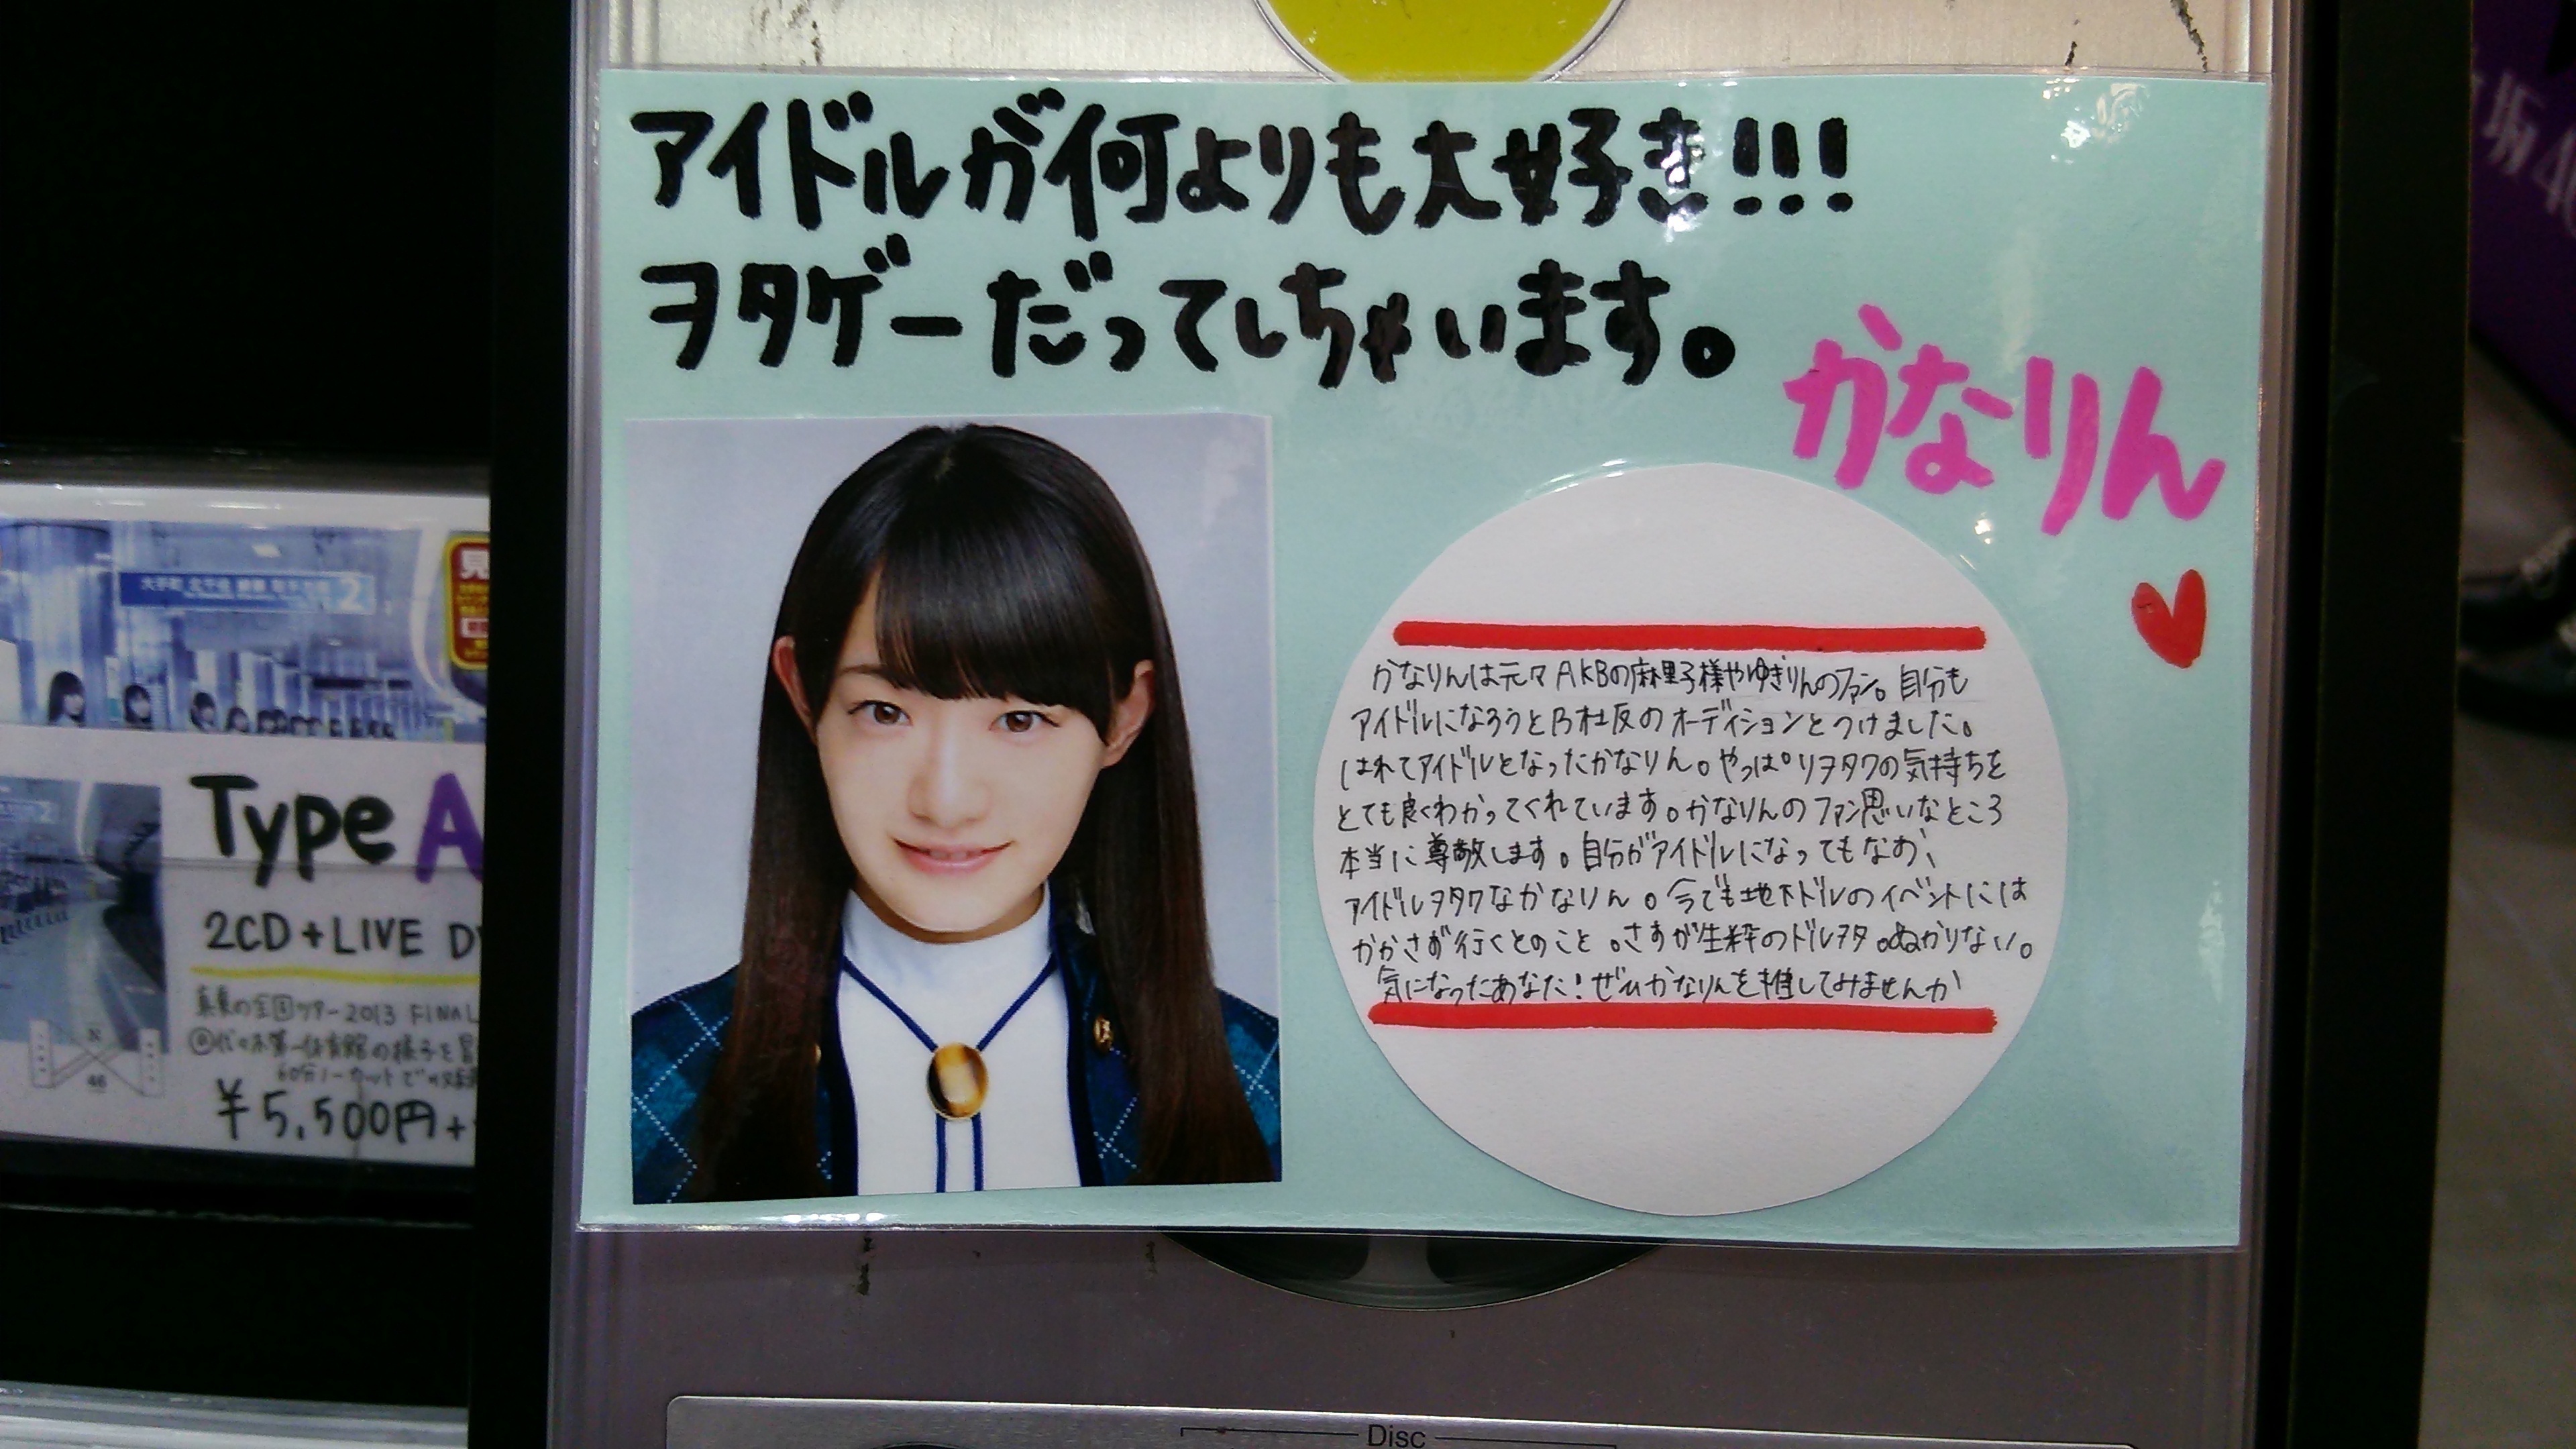 アイドルが何よりも大好き!!!
ヲタゲーだってしちゃいます。
かなりん
かなりんは元々AKBの麻里子様やゆきりんのファン。自分も
アイドルになろうと乃木坂のオーディションをうけました。
はれてアイドルとなったかなりん。やっぱりヲタクの気持ちを
とても良くわかってくれています。かなりんのファン思いなところ
本当に尊敬します。自分がアイドルになってもなお、
アイドルヲタクなかなりん。今でも地下ドルのイベントには
かかさず行くとのこと。さすが生粋のドルヲタ。ぬかりない。
気になったあなた!ぜひかなりんを推してみませんか
2
Type A
2CD+LIVE D
真夏の全国ツアー2013 FINAL
@代々木第一体育館の様子を
¥5,500円+
46
坂46
Disc